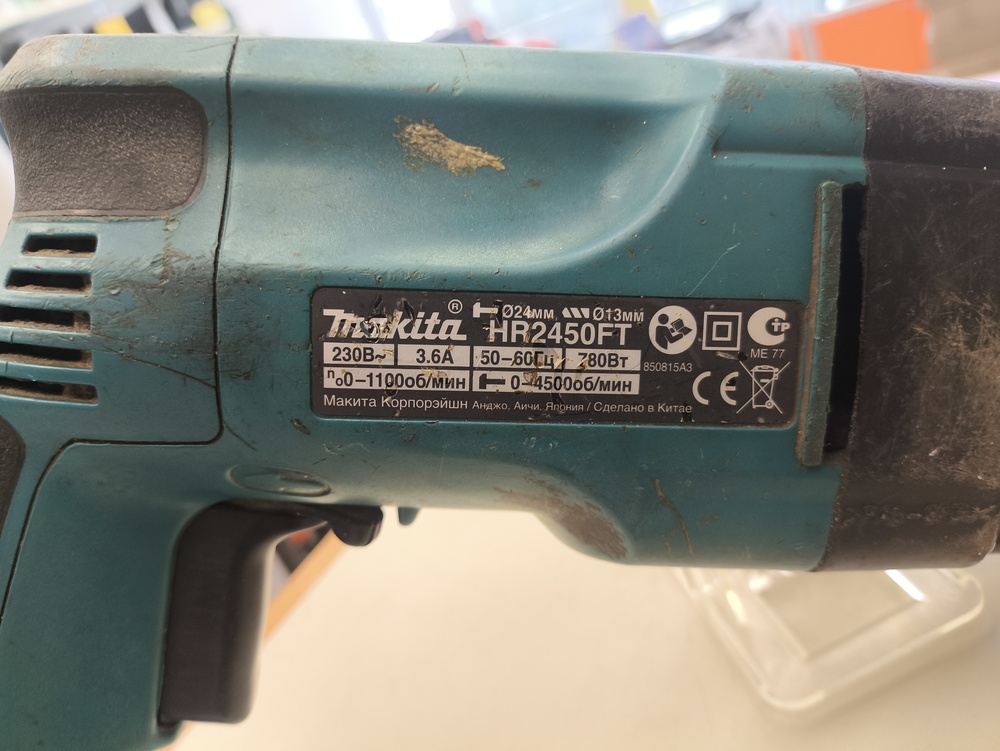 Makita ® Ø24мм Ø13мм
HR2450FT
230В~ 3.6А 50–60Гц 780Вт
n₀0–1100об/мин 0–4500об/мин
850815A3
ME 77
CE
Макита Корпорэйшн Анджо, Аичи, Япония / Сделано в Китае